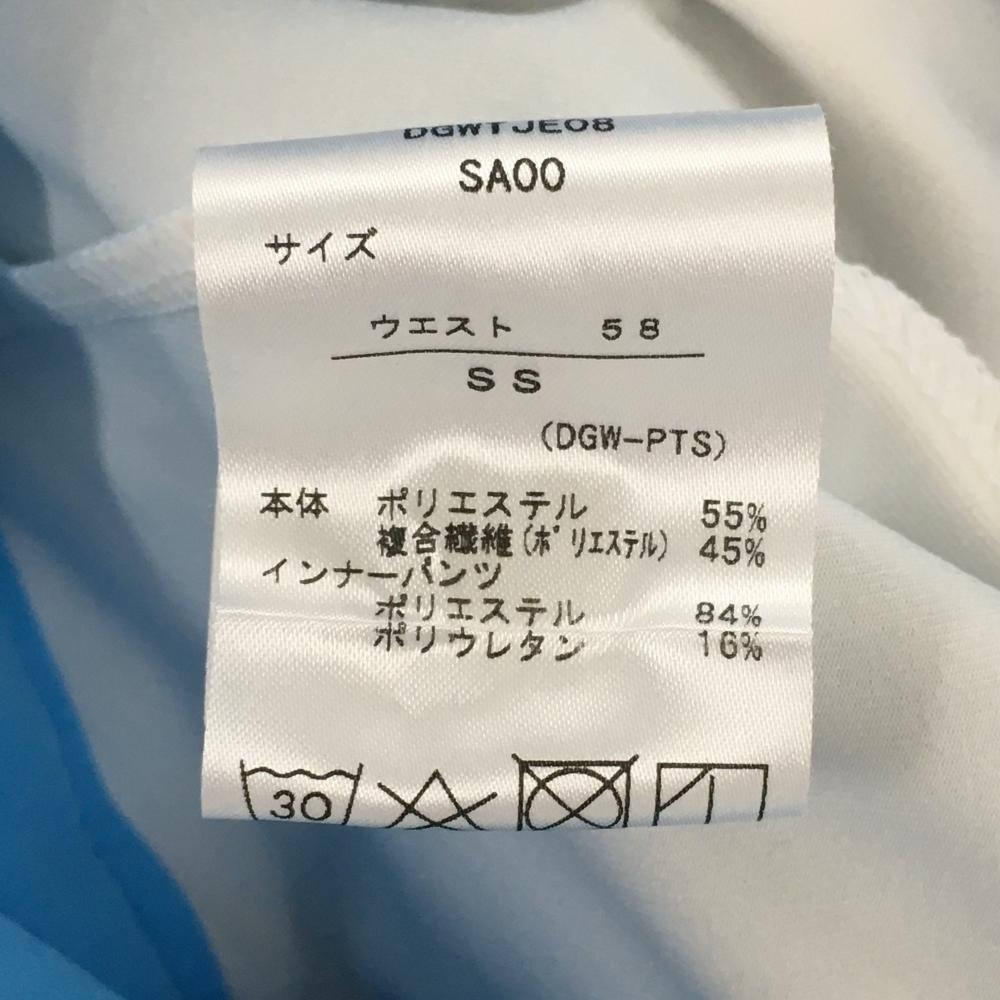 DGWTJE08
SA00
サイズ
ウエスト 58
SS
(DGW-PTS)
本体 ポリエステル 55%
複合繊維(ポリエステル) 45%
インナーパンツ
ポリエステル 84%
ポリウレタン 16%
30